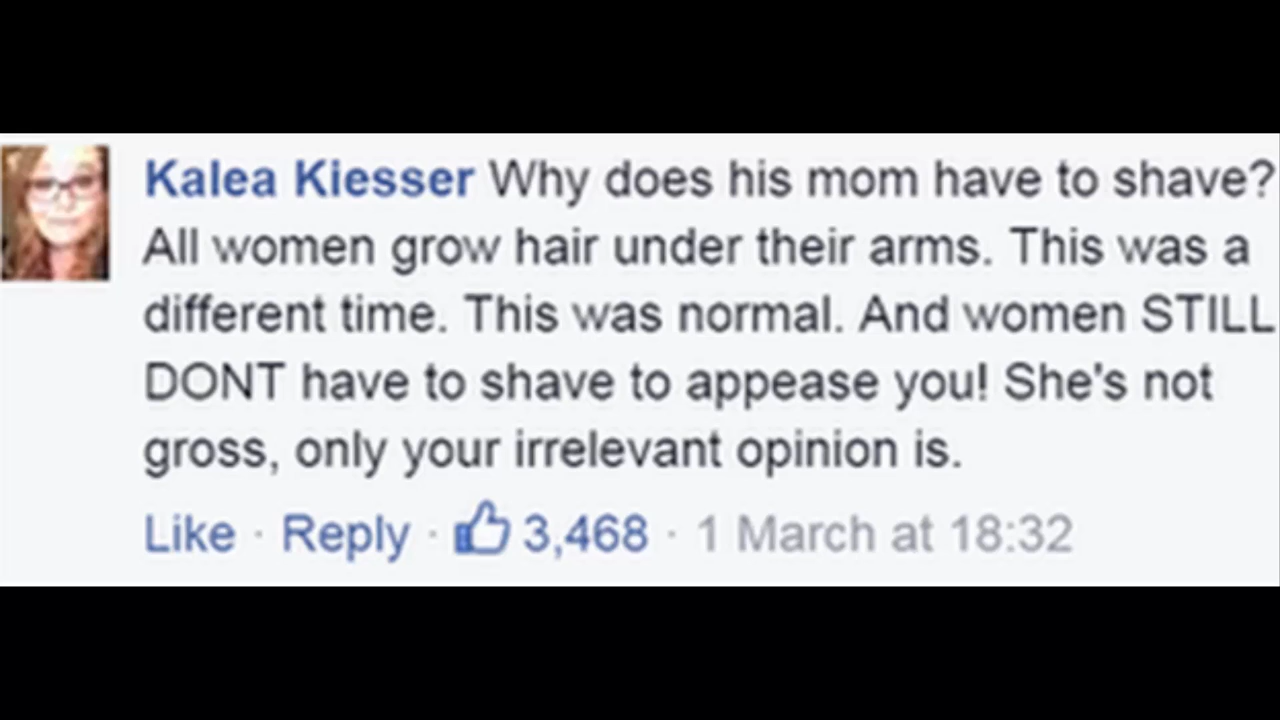 Kalea Kiesser Why does his mom have to shave?
All women grow hair under their arms. This was a
different time. This was normal. And women STILL
DONT have to shave to appease you! She's not
gross, only your irrelevant opinion is.
Like · Reply · 3,468 · 1 March at 18:32